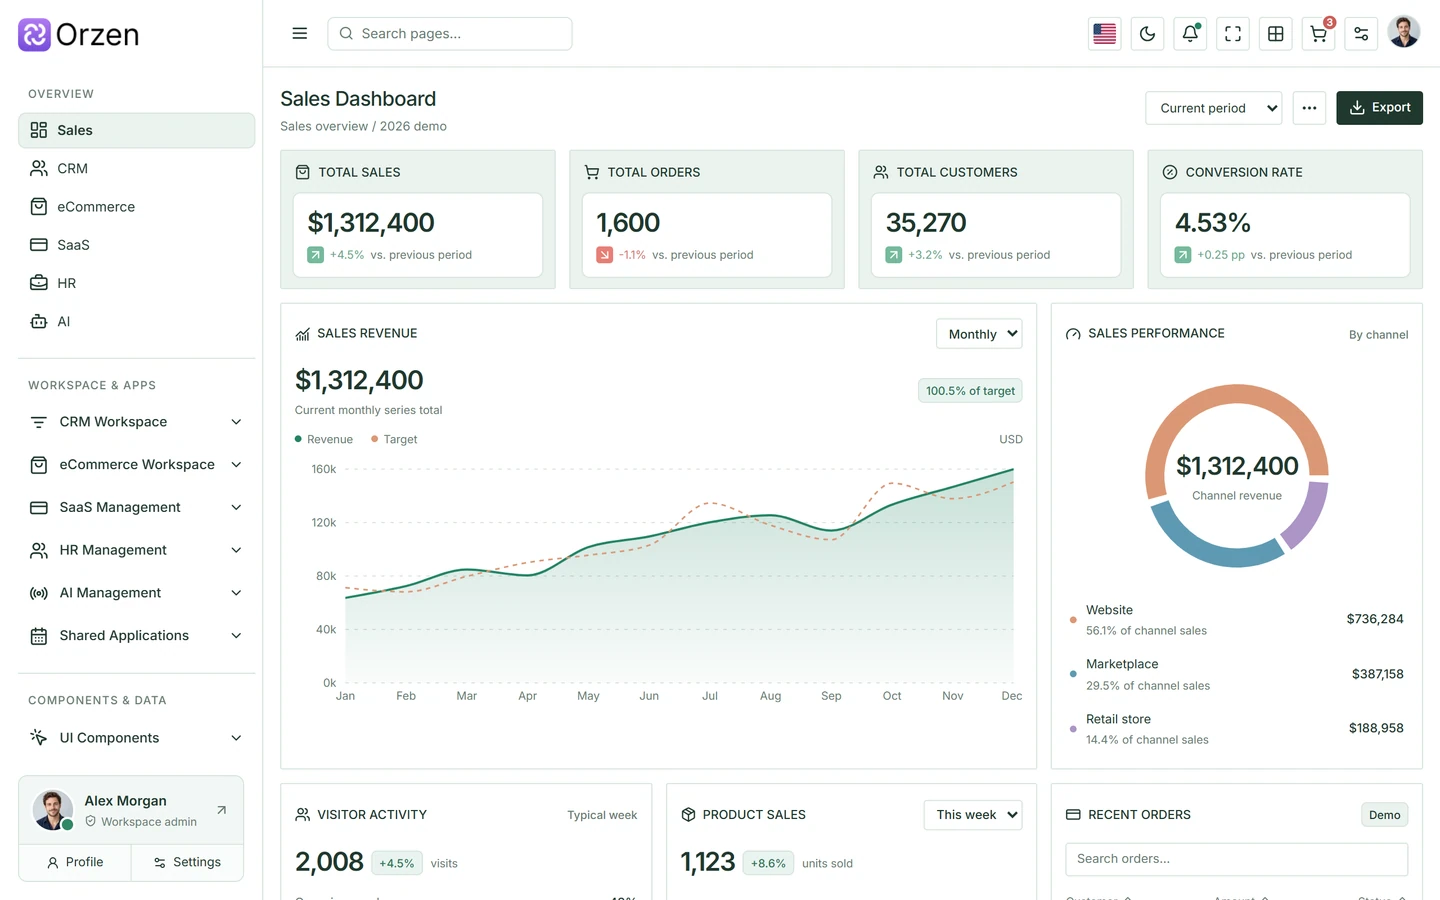 Orzen
OVERVIEW
Sales
CRM
eCommerce
SaaS
HR
AI
WORKSPACE & APPS
CRM Workspace
eCommerce Workspace
SaaS Management
HR Management
AI Management
Shared Applications
COMPONENTS & DATA
UI Components
Alex Morgan
Workspace admin
Profile
Settings
Search pages...
3
Sales Dashboard
Sales overview / 2026 demo
Current period
Export
TOTAL SALES
$1,312,400
+4.5% vs. previous period
TOTAL ORDERS
1,600
-1.1% vs. previous period
TOTAL CUSTOMERS
35,270
+3.2% vs. previous period
CONVERSION RATE
4.53%
+0.25 pp vs. previous period
SALES REVENUE
Monthly
$1,312,400
Current monthly series total
100.5% of target
Revenue Target
USD
160k
120k
80k
40k
0k
Jan Feb Mar Apr May Jun Jul Aug Sep Oct Nov Dec
SALES PERFORMANCE
By channel
$1,312,400
Channel revenue
Website
56.1% of channel sales
$736,284
Marketplace
29.5% of channel sales
$387,158
Retail store
14.4% of channel sales
$188,958
VISITOR ACTIVITY
Typical week
2,008 +4.5% visits
PRODUCT SALES
This week
1,123 +8.6% units sold
RECENT ORDERS
Demo
Search orders...